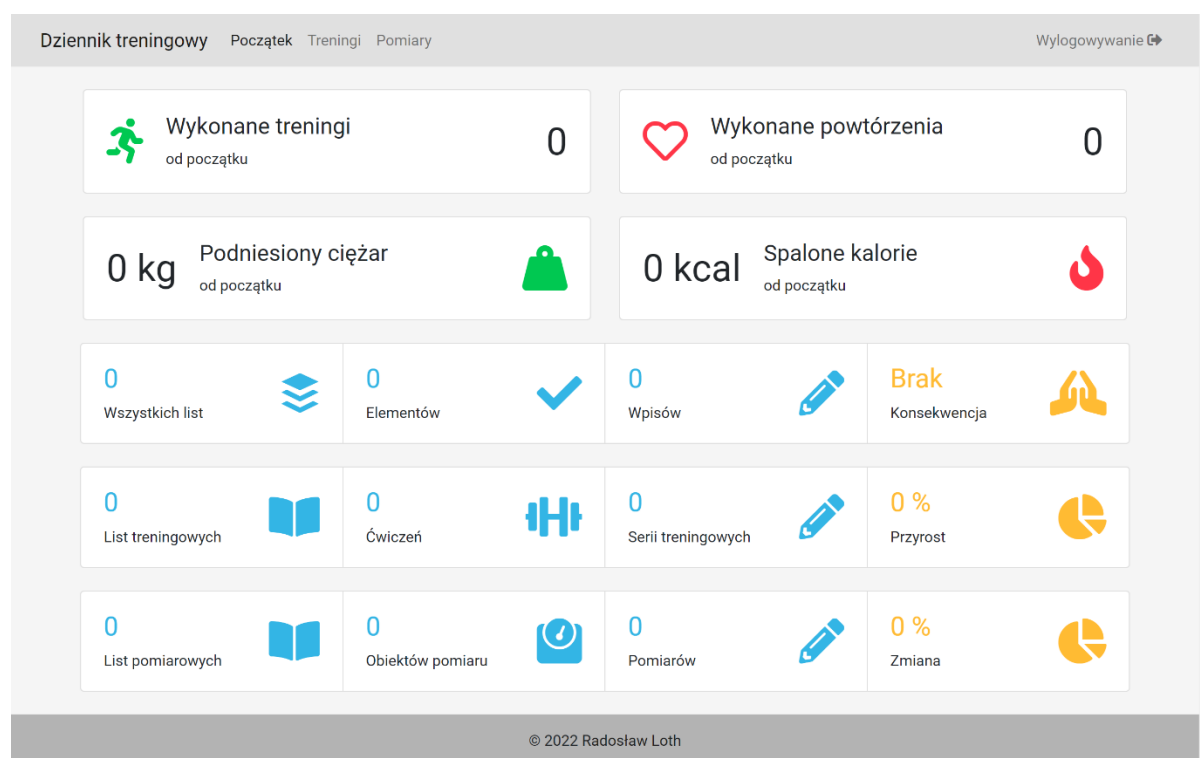 Dziennik treningowy Początek Treningi Pomiary Wylogowywanie
Wykonane treningi
od początku
0
Wykonane powtórzenia
od początku
0
0 kg
Podniesiony ciężar
od początku
0 kcal
Spalone kalorie
od początku
0
Wszystkich list
0
Elementów
0
Wpisów
Brak
Konsekwencja
0
List treningowych
0
Ćwiczeń
0
Serii treningowych
0 %
Przyrost
0
List pomiarowych
0
Obiektów pomiaru
0
Pomiarów
0 %
Zmiana
© 2022 Radosław Loth